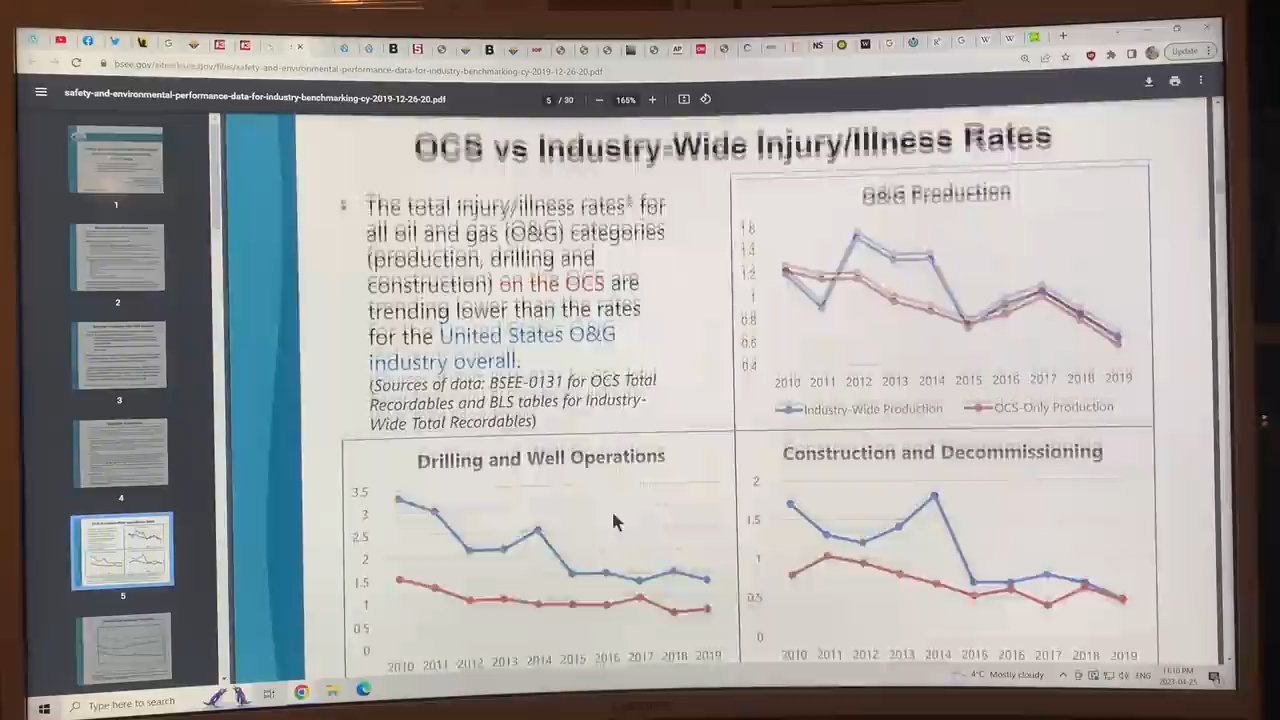 bsee.gov/sites/bsee.gov/files/safety-and-environmental-performance-data-for-industry-benchmarking-cy-2019-12-26-20.pdf
Update
safety-and-environmental-performance-data-for-industry-benchmarking-cy-2019-12-26-20.pdf
5 / 30
165%
1
2
3
4
5
OCS vs Industry-Wide Injury/Illness Rates
The total injury/illness rates* for
all oil and gas (O&G) categories
(production, drilling and
construction) on the OCS are
trending lower than the rates
for the United States O&G
industry overall.
(Sources of data: BSEE-0131 for OCS Total
Recordables and BLS tables for Industry-
Wide Total Recordables)
O&G Production
1.4
1.2
1
0.8
0.6
0.4
2010 2011 2012 2013 2014 2015 2016 2017 2018 2019
Industry-Wide Production OCS-Only Production
Drilling and Well Operations
3.5
3
2.5
2
1.5
1
0.5
0
2010 2011 2012 2013 2014 2015 2016 2017 2018 2019
Construction and Decommissioning
2
1.5
1
0.5
0
2010 2011 2012 2013 2014 2015 2016 2017 2018 2019
Type here to search
4°C Mostly cloudy
ENG
11:10 PM
2023-04-25